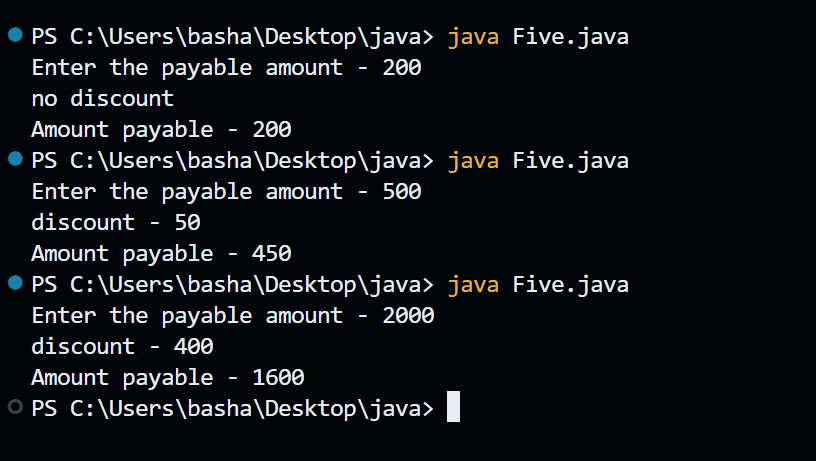 PS C:\Users\basha\Desktop\java> java Five.java
Enter the payable amount - 200
no discount
Amount payable - 200
PS C:\Users\basha\Desktop\java> java Five.java
Enter the payable amount - 500
discount - 50
Amount payable - 450
PS C:\Users\basha\Desktop\java> java Five.java
Enter the payable amount - 2000
discount - 400
Amount payable - 1600
PS C:\Users\basha\Desktop\java>